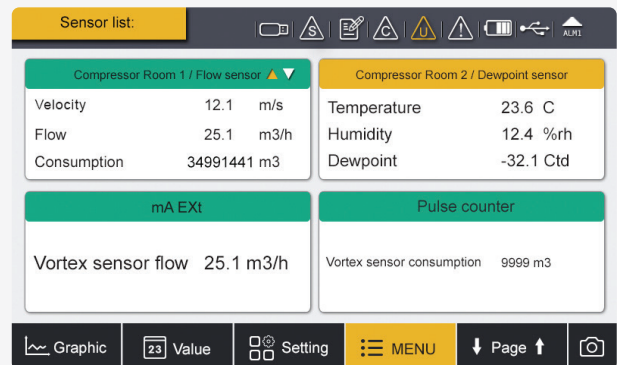 Sensor list:
S C U ! ALM1
Compressor Room 1 / Flow sensor
Velocity 12.1 m/s
Flow 25.1 m3/h
Consumption 34991441 m3
Compressor Room 2 / Dewpoint sensor
Temperature 23.6 C
Humidity 12.4 %rh
Dewpoint -32.1 Ctd
mA EXt
Vortex sensor flow 25.1 m3/h
Pulse counter
Vortex sensor consumption 9999 m3
Graphic 23 Value Setting MENU Page